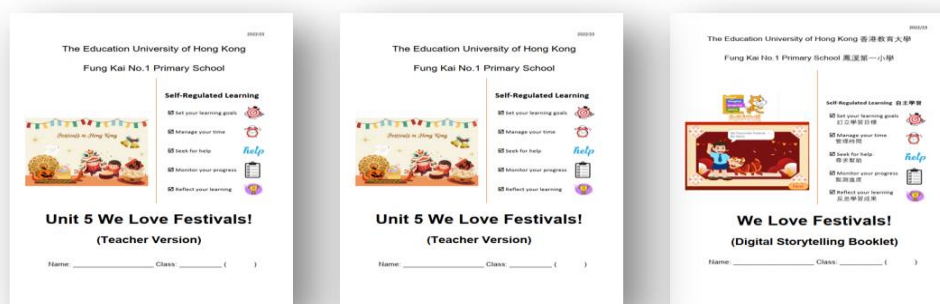 2022/23
The Education University of Hong Kong
Fung Kai No.1 Primary School
Self-Regulated Learning
Set your learning goals
Manage your time
Seek for help
help
Monitor your progress
Reflect your learning
Festivals in Hong Kong
Unit 5 We Love Festivals!
(Teacher Version)
Name: Class: ( )
2022/23
The Education University of Hong Kong
Fung Kai No.1 Primary School
Self-Regulated Learning
Set your learning goals
Manage your time
Seek for help
help
Monitor your progress
Reflect your learning
Festivals in Hong Kong
Unit 5 We Love Festivals!
(Teacher Version)
Name: Class: ( )
2022/23
The Education University of Hong Kong 香港教育大學
Fung Kai No.1 Primary School 鳳溪第一小學
Self-Regulated Learning 自主學習
Set your learning goals
訂立學習目標
Manage your time
管理時間
Seek for help
尋求幫助
help
Monitor your progress
監測進度
Reflect your learning
反思學習成果
We Love Festivals!
(Digital Storytelling Booklet)
Name: Class: ( )